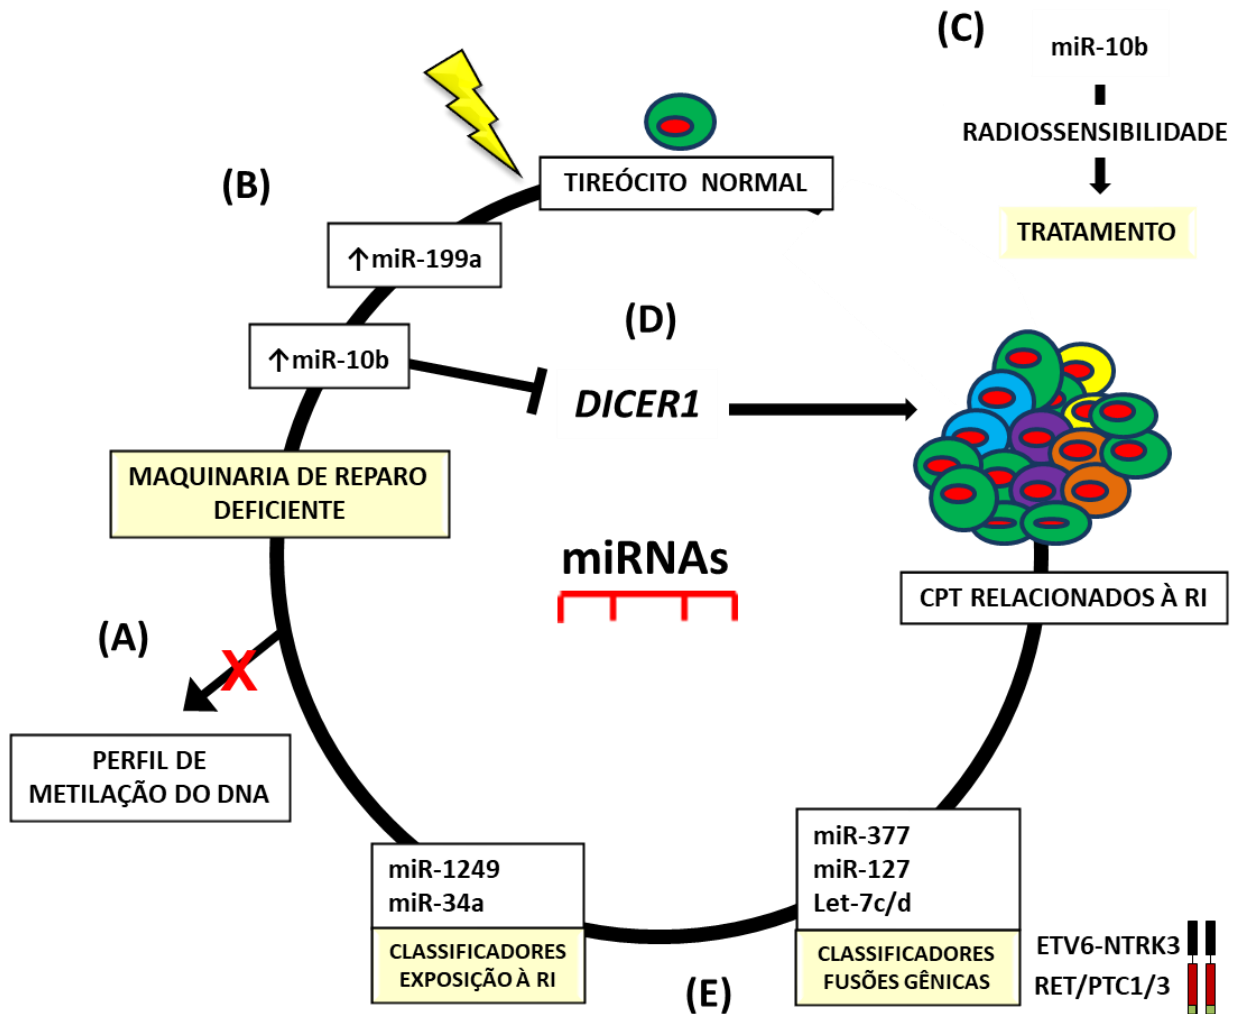 (C)
miR-10b
RADIOSSENSIBILIDADE
TRATAMENTO
(B)
TIREÓCITO NORMAL
↑miR-199a
↑miR-10b
(D)
DICER1
MAQUINARIA DE REPARO
DEFICIENTE
miRNAs
CPT RELACIONADOS À RI
(A)
X
PERFIL DE
METILAÇÃO DO DNA
miR-1249
miR-34a
CLASSIFICADORES
EXPOSIÇÃO À RI
(E)
miR-377
miR-127
Let-7c/d
CLASSIFICADORES
FUSÕES GÊNICAS
ETV6-NTRK3
RET/PTC1/3